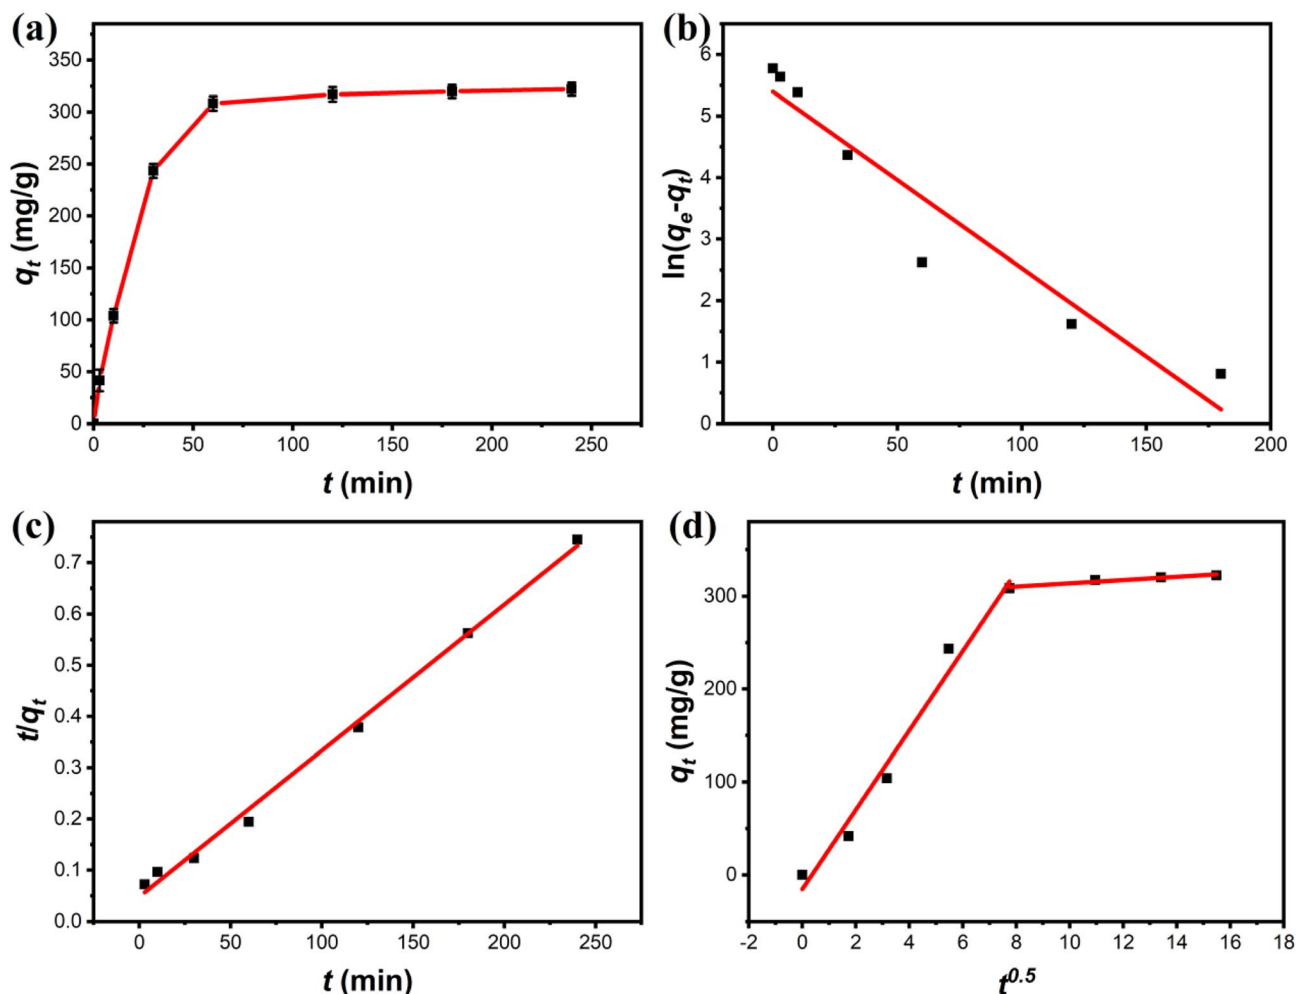 (a)
350
300
250
200
150
100
50
0
qt (mg/g)
0 50 100 150 200 250
t (min)
(b)
6
5
4
3
2
1
0
ln(qe-qt)
0 50 100 150 200
t (min)
(c)
0.7
0.6
0.5
0.4
0.3
0.2
0.1
0.0
t/qt
0 50 100 150 200 250
t (min)
(d)
300
200
100
0
qt (mg/g)
-2 0 2 4 6 8 10 12 14 16 18
t0.5